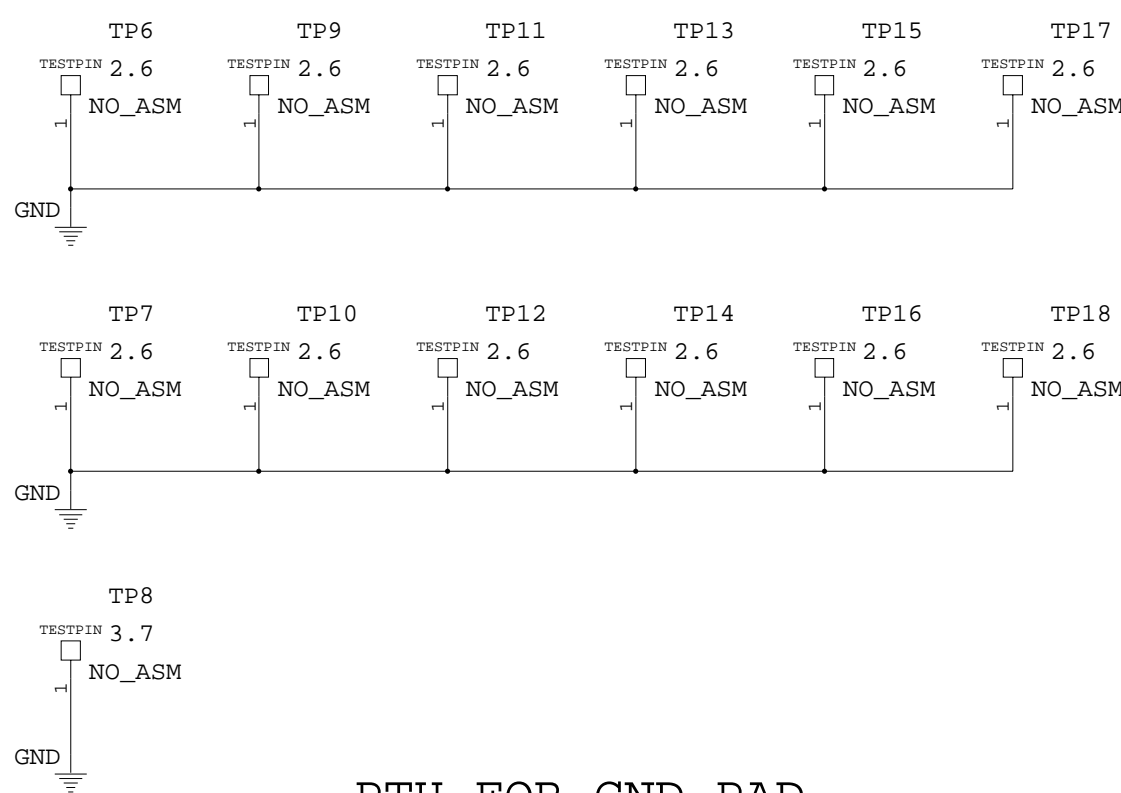 TP6 TP9 TP11 TP13 TP15 TP17
TESTPIN 2.6 TESTPIN 2.6 TESTPIN 2.6 TESTPIN 2.6 TESTPIN 2.6 TESTPIN 2.6
NO_ASM NO_ASM NO_ASM NO_ASM NO_ASM NO_ASM
1 1 1 1 1 1
GND
TP7 TP10 TP12 TP14 TP16 TP18
TESTPIN 2.6 TESTPIN 2.6 TESTPIN 2.6 TESTPIN 2.6 TESTPIN 2.6 TESTPIN 2.6
NO_ASM NO_ASM NO_ASM NO_ASM NO_ASM NO_ASM
1 1 1 1 1 1
GND
TP8
TESTPIN 3.7
NO_ASM
1
GND
FOR GND